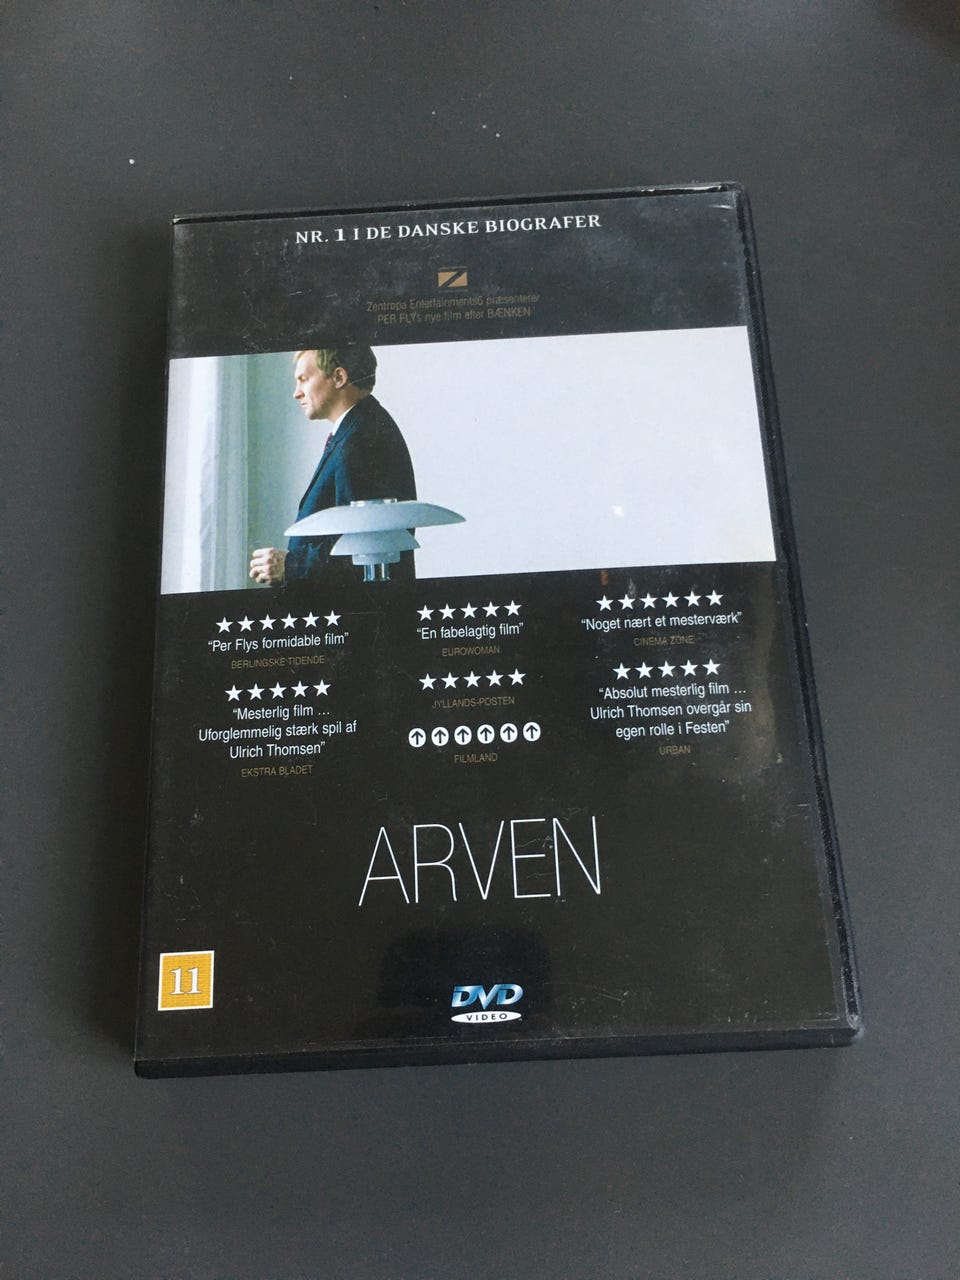 NR. 1 I DE DANSKE BIOGRAFER
Zentropa Entertainments6 præsenterer
PER FLYs nye film efter BÆNKEN
"Per Flys formidable film"
BERLINGSKE TIDENDE
"En fabelagtig film"
EUROWOMAN
"Noget nært et mesterværk"
CINEMA ZONE
"Mesterlig film ...
Uforglemmelig stærk spil af
Ulrich Thomsen"
EKSTRA BLADET
JYLLANDS-POSTEN
FILMLAND
"Absolut mesterlig film ...
Ulrich Thomsen overgår sin
egen rolle i Festen"
URBAN
ARVEN
11
DVD
VIDEO